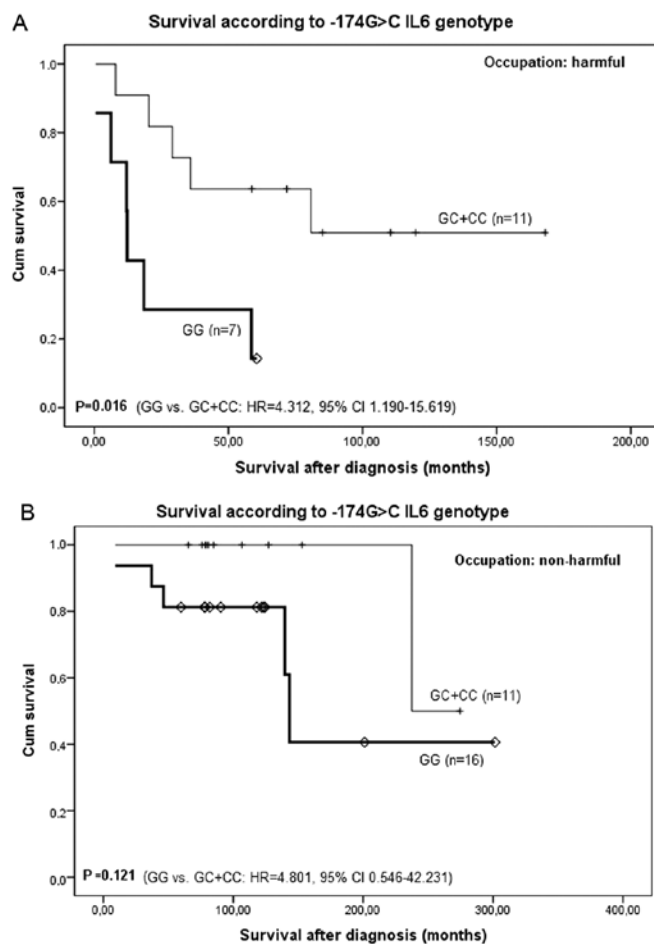 A
Survival according to -174G>C IL6 genotype
Occupation: harmful
1.0
0.8
0.6
0.4
0.2
0.0
Cum survival
GC+CC (n=11)
GG (n=7)
P=0.016 (GG vs. GC+CC: HR=4.312, 95% CI 1.190-15.619)
0,00 50,00 100,00 150,00 200,00
Survival after diagnosis (months)
B
Survival according to -174G>C IL6 genotype
Occupation: non-harmful
1.0
0.8
0.6
0.4
0.2
0.0
Cum survival
GC+CC (n=11)
GG (n=16)
P =0.121 (GG vs. GC+CC: HR=4.801, 95% CI 0.546-42.231)
0,00 100,00 200,00 300,00 400,00
Survival after diagnosis (months)